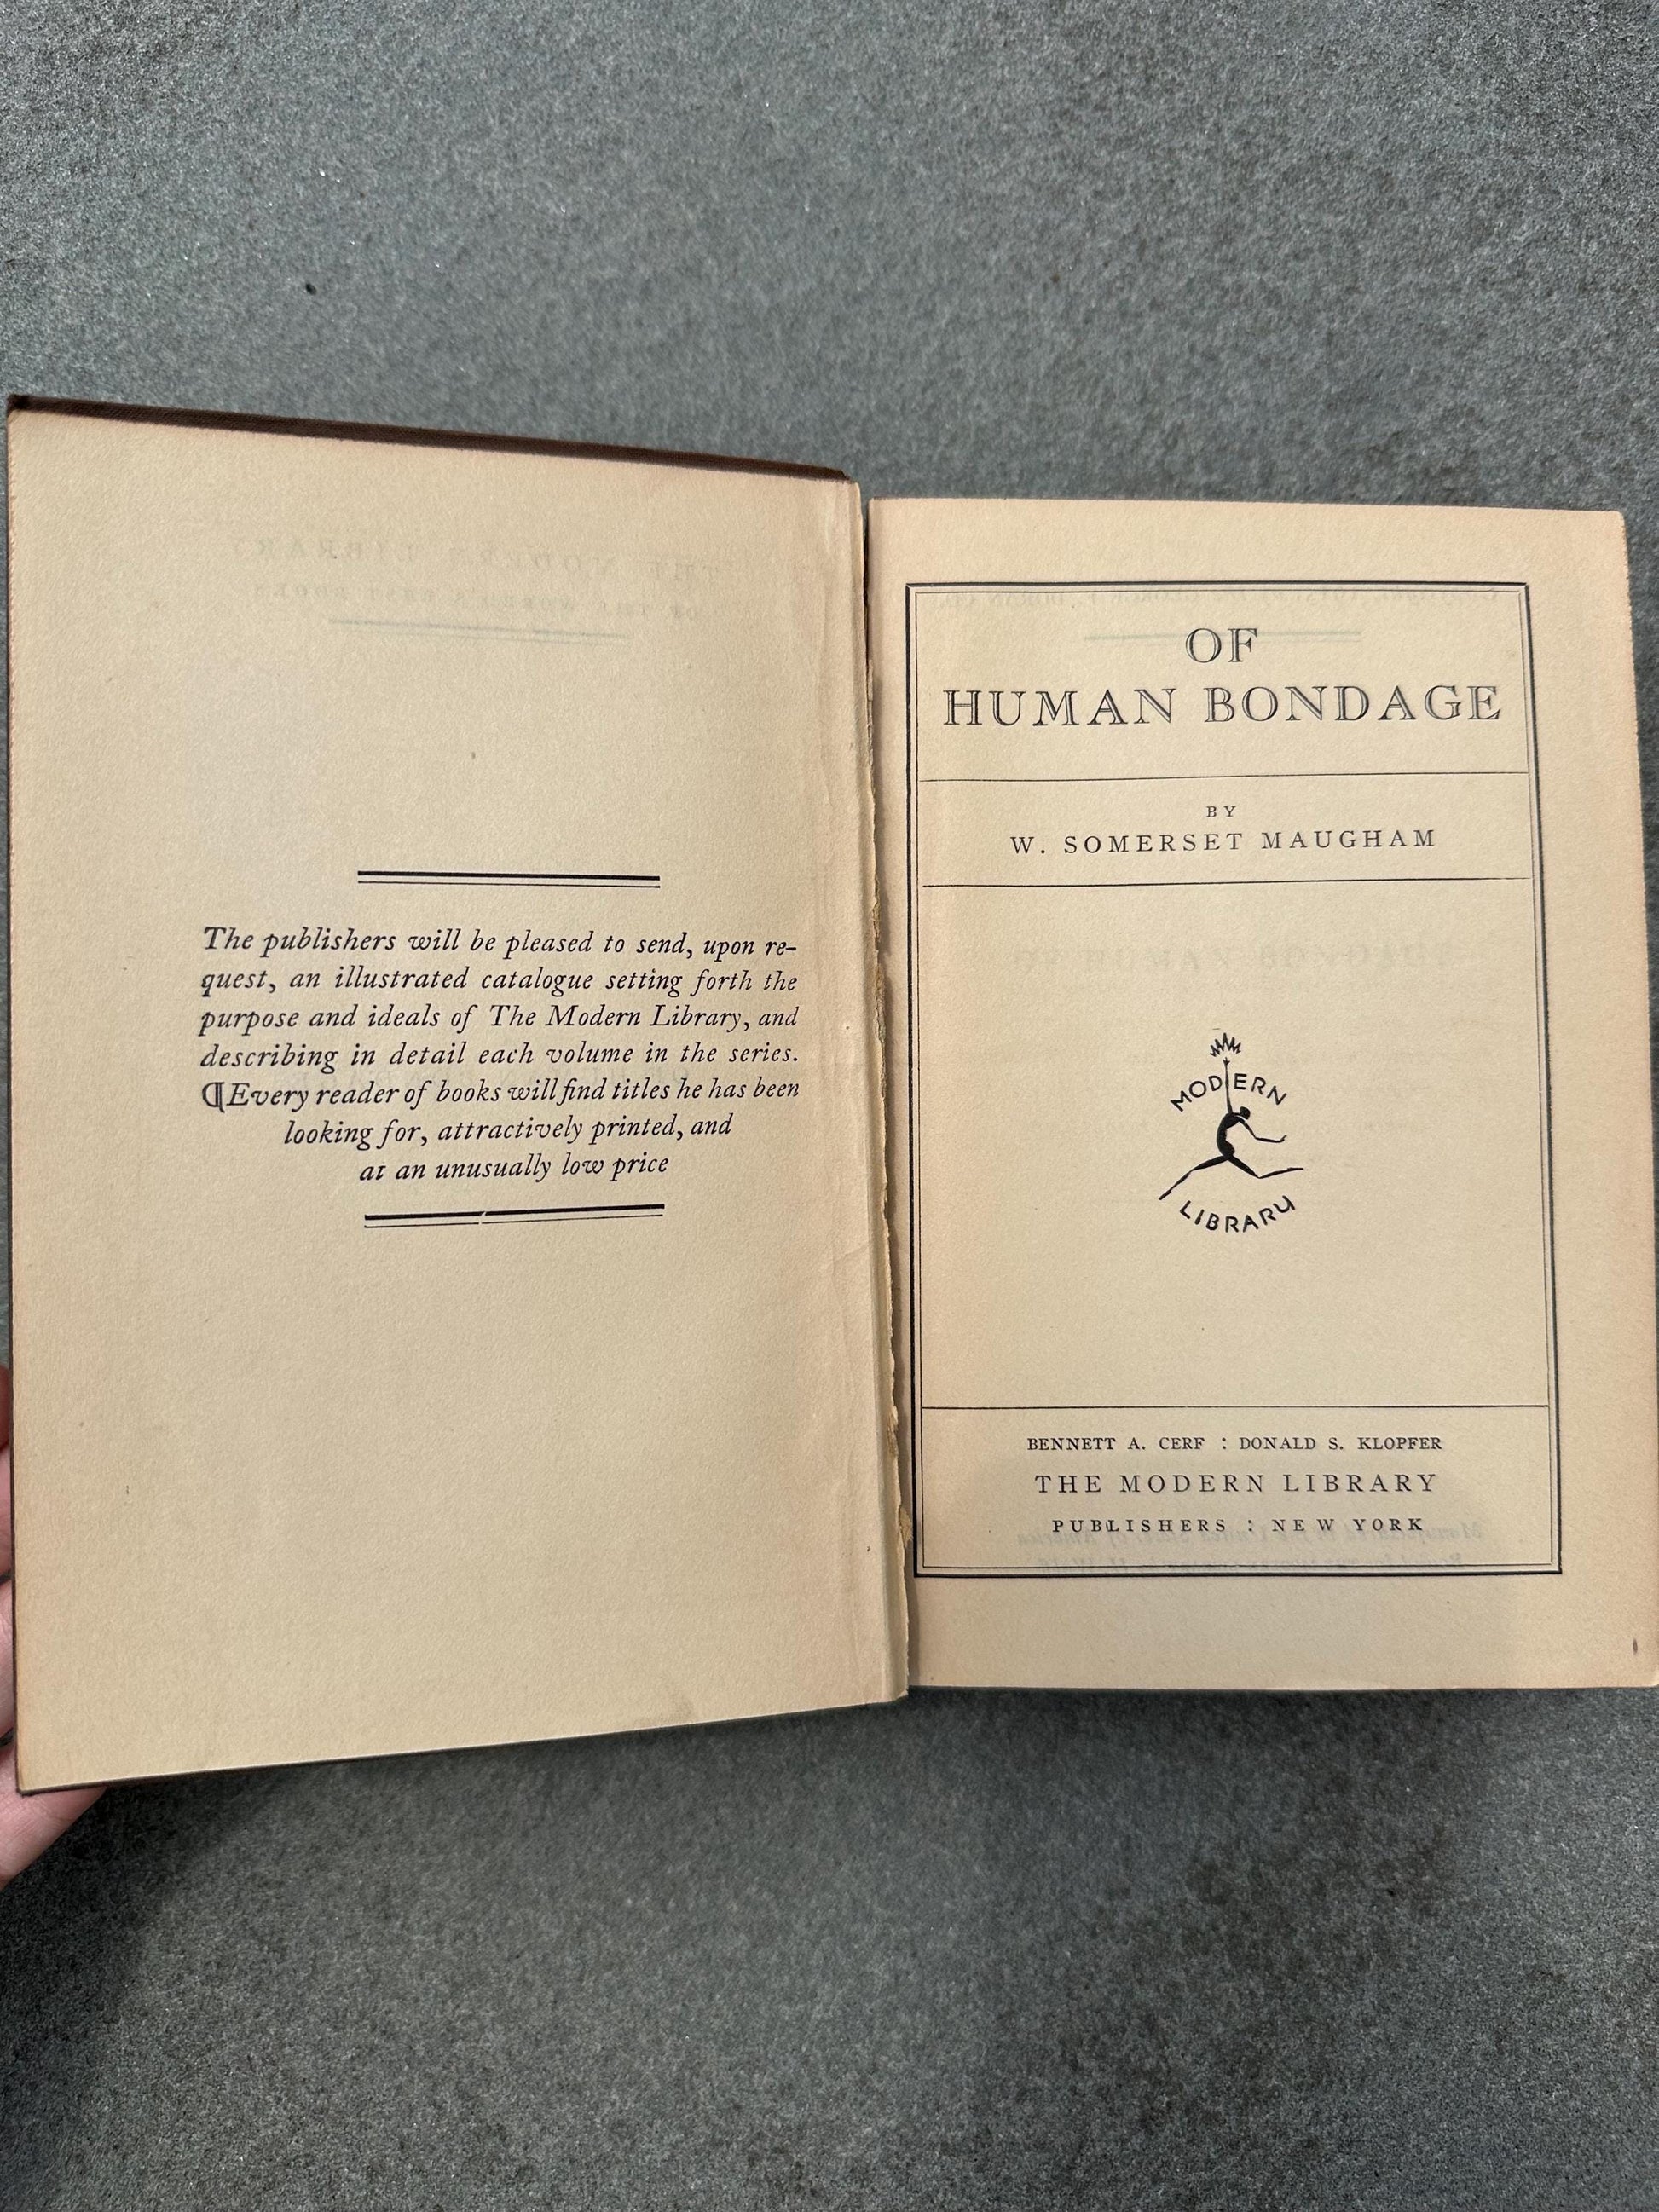 The publishers will be pleased to send, upon re-
quest, an illustrated catalogue setting forth the
purpose and ideals of The Modern Library, and
describing in detail each volume in the series.
¶Every reader of books will find titles he has been
looking for, attractively printed, and
at an unusually low price
OF
HUMAN BONDAGE
BY
W. SOMERSET MAUGHAM
MODERN
LIBRARY
BENNETT A. CERF : DONALD S. KLOPFER
THE MODERN LIBRARY
PUBLISHERS : NEW YORK